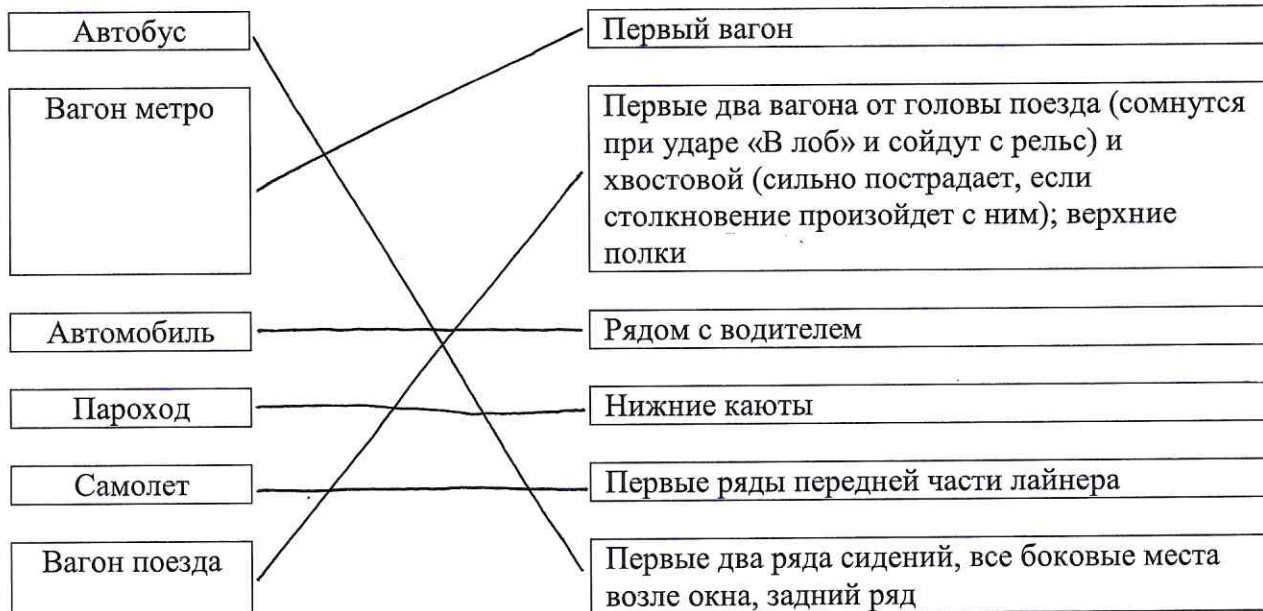 Автобус
Первый вагон
Вагон метро
Первые два вагона от головы поезда (сомнутся
при ударе «В лоб» и сойдут с рельс) и
хвостовой (сильно пострадает, если
столкновение произойдет с ним); верхние
полки
Автомобиль
Рядом с водителем
Пароход
Нижние каюты
Самолет
Первые ряды передней части лайнера
Вагон поезда
Первые два ряда сидений, все боковые места
возле окна, задний ряд